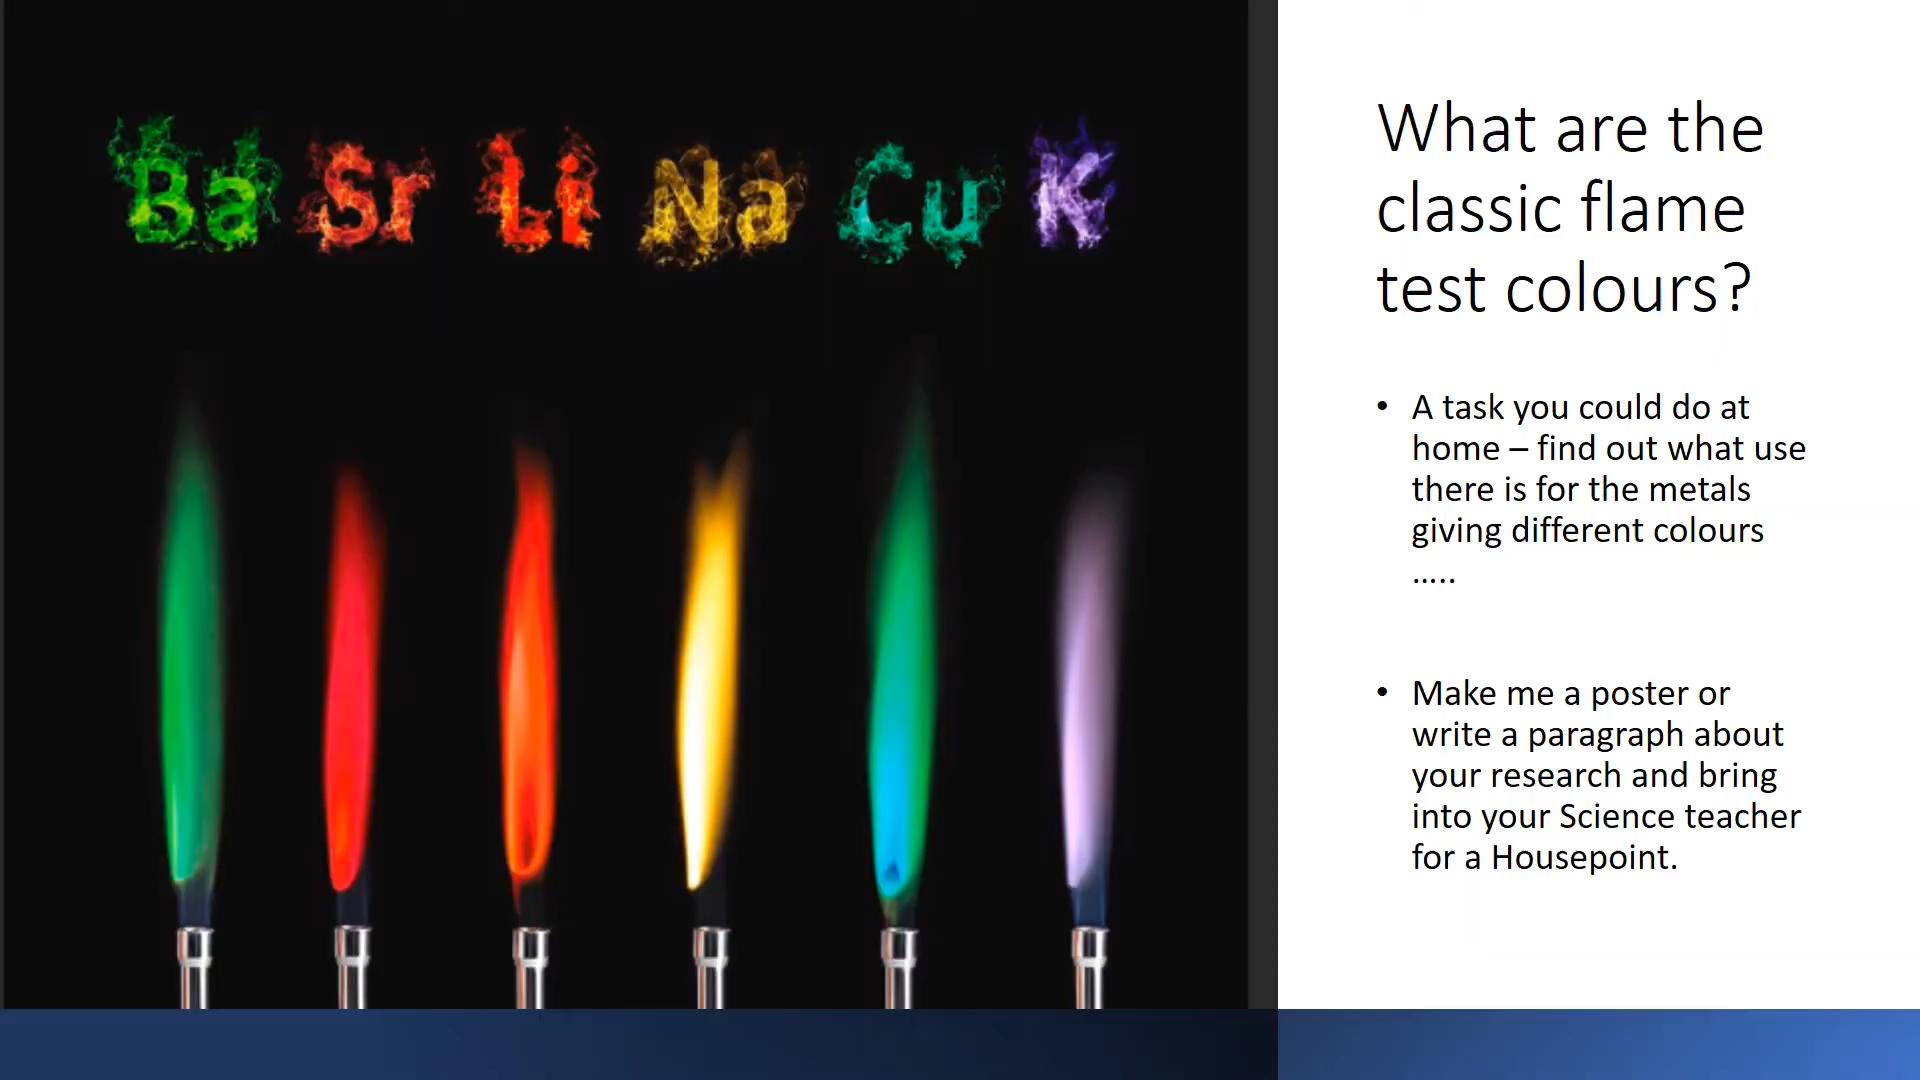 Ba Sr Li Na Cu K
What are the
classic flame
test colours?
• A task you could do at
home – find out what use
there is for the metals
giving different colours
…..
• Make me a poster or
write a paragraph about
your research and bring
into your Science teacher
for a Housepoint.